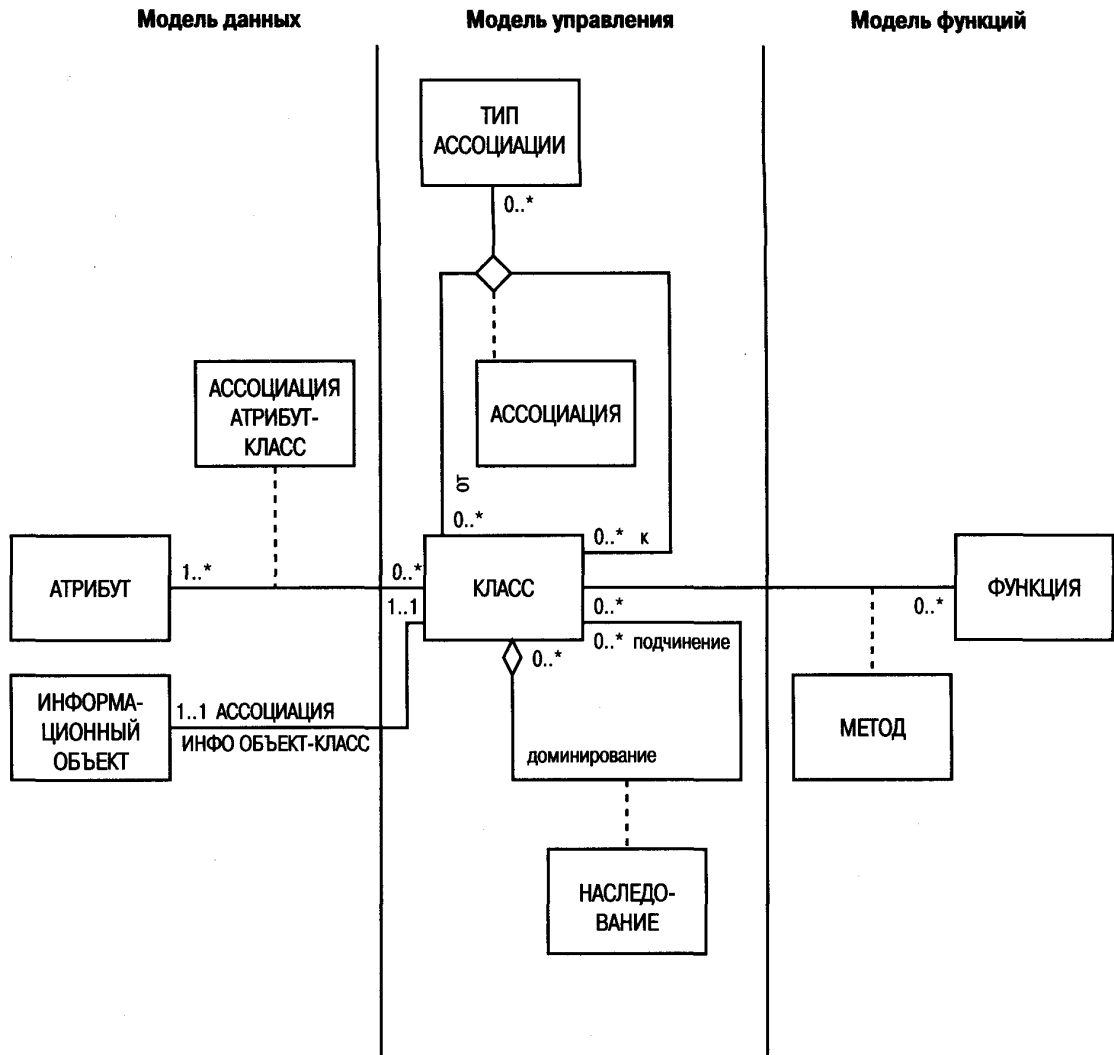 Модель данных
Модель управления
Модель функций
ТИП
АССОЦИАЦИИ
0..*
АССОЦИАЦИЯ
АТРИБУТ-
КЛАСС
АССОЦИАЦИЯ
от
0..*
0..* к
АТРИБУТ
1..*
0..*
КЛАСС
0..*
ФУНКЦИЯ
1..1
0..*
0..*
0..* подчинение
ИНФОРМА-
ЦИОННЫЙ
ОБЪЕКТ
1..1 АССОЦИАЦИЯ
ИНФО ОБЪЕКТ-КЛАСС
МЕТОД
доминирование
НАСЛЕДО-
ВАНИЕ